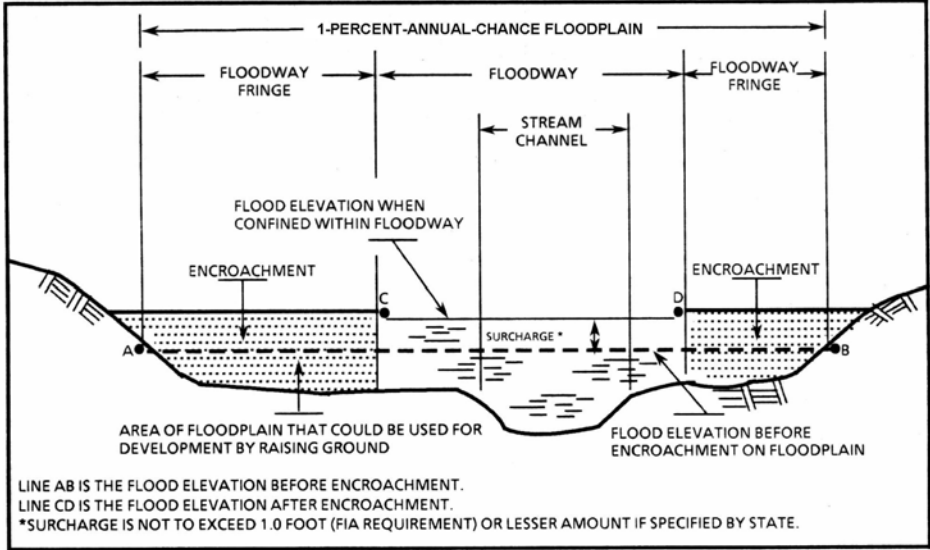 1-PERCENT-ANNUAL-CHANCE FLOODPLAIN
FLOODWAY
FRINGE
FLOODWAY
FLOODWAY
FRINGE
STREAM
CHANNEL
FLOOD ELEVATION WHEN
CONFINED WITHIN FLOODWAY
ENCROACHMENT
ENCROACHMENT
C
D
SURCHARGE *
A
B
AREA OF FLOODPLAIN THAT COULD BE USED FOR
DEVELOPMENT BY RAISING GROUND
FLOOD ELEVATION BEFORE
ENCROACHMENT ON FLOODPLAIN
LINE AB IS THE FLOOD ELEVATION BEFORE ENCROACHMENT.
LINE CD IS THE FLOOD ELEVATION AFTER ENCROACHMENT.
*SURCHARGE IS NOT TO EXCEED 1.0 FOOT (FIA REQUIREMENT) OR LESSER AMOUNT IF SPECIFIED BY STATE.